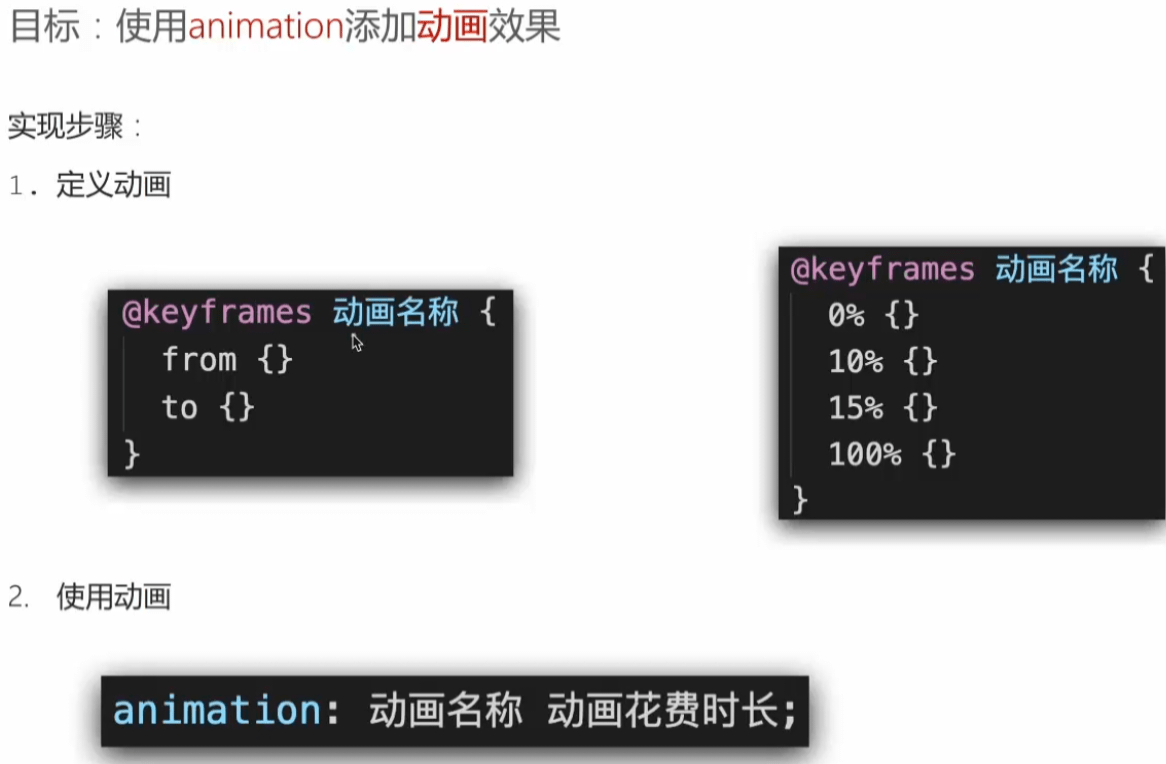 目标：使用animation添加动画效果
实现步骤：
1. 定义动画
@keyframes 动画名称 {
from {}
to {}
}
@keyframes 动画名称 {
0% {}
10% {}
15% {}
100% {}
}
2. 使用动画
animation: 动画名称 动画花费时长;